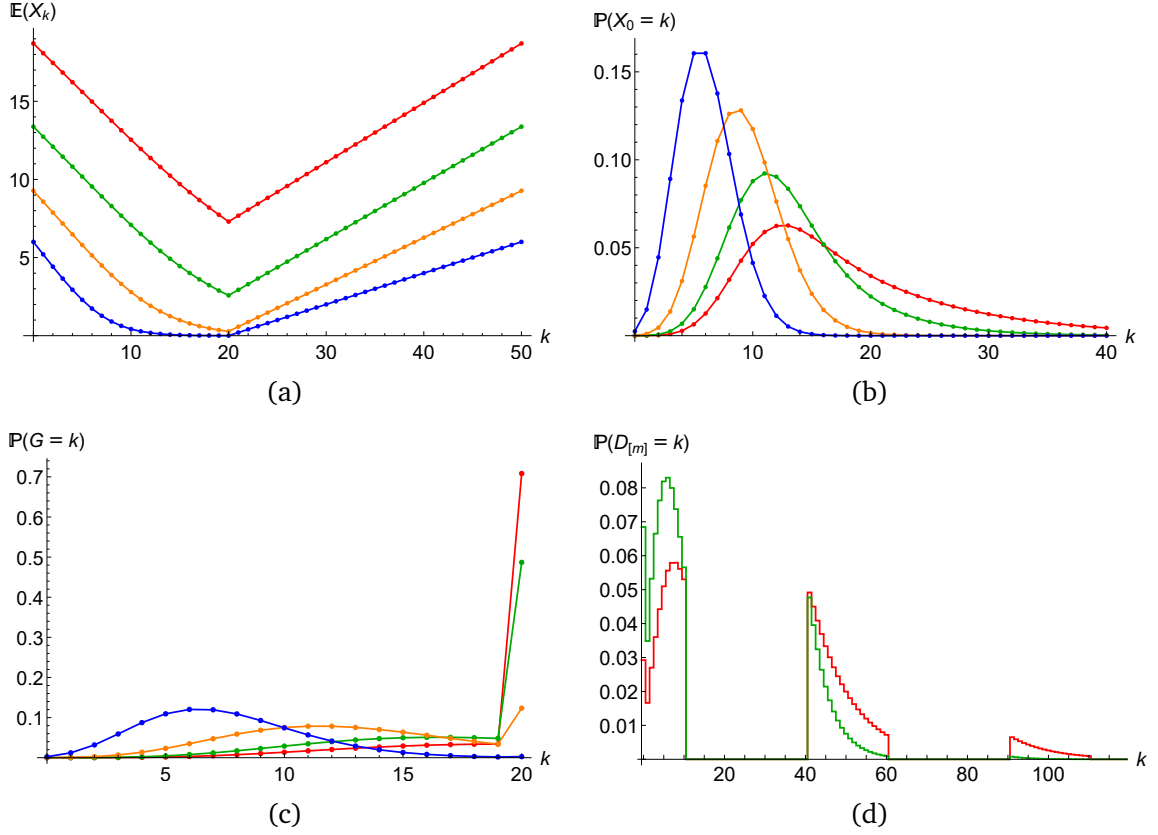 𝔼(X_k)
15
10
5
10 20 30 40 50 k
(a)
ℙ(X_0 = k)
0.15
0.10
0.05
10 20 30 40 k
(b)
ℙ(G = k)
0.7
0.6
0.5
0.4
0.3
0.2
0.1
5 10 15 20 k
(c)
ℙ(D_[m] = k)
0.08
0.07
0.06
0.05
0.04
0.03
0.02
0.01
20 40 60 80 100 k
(d)